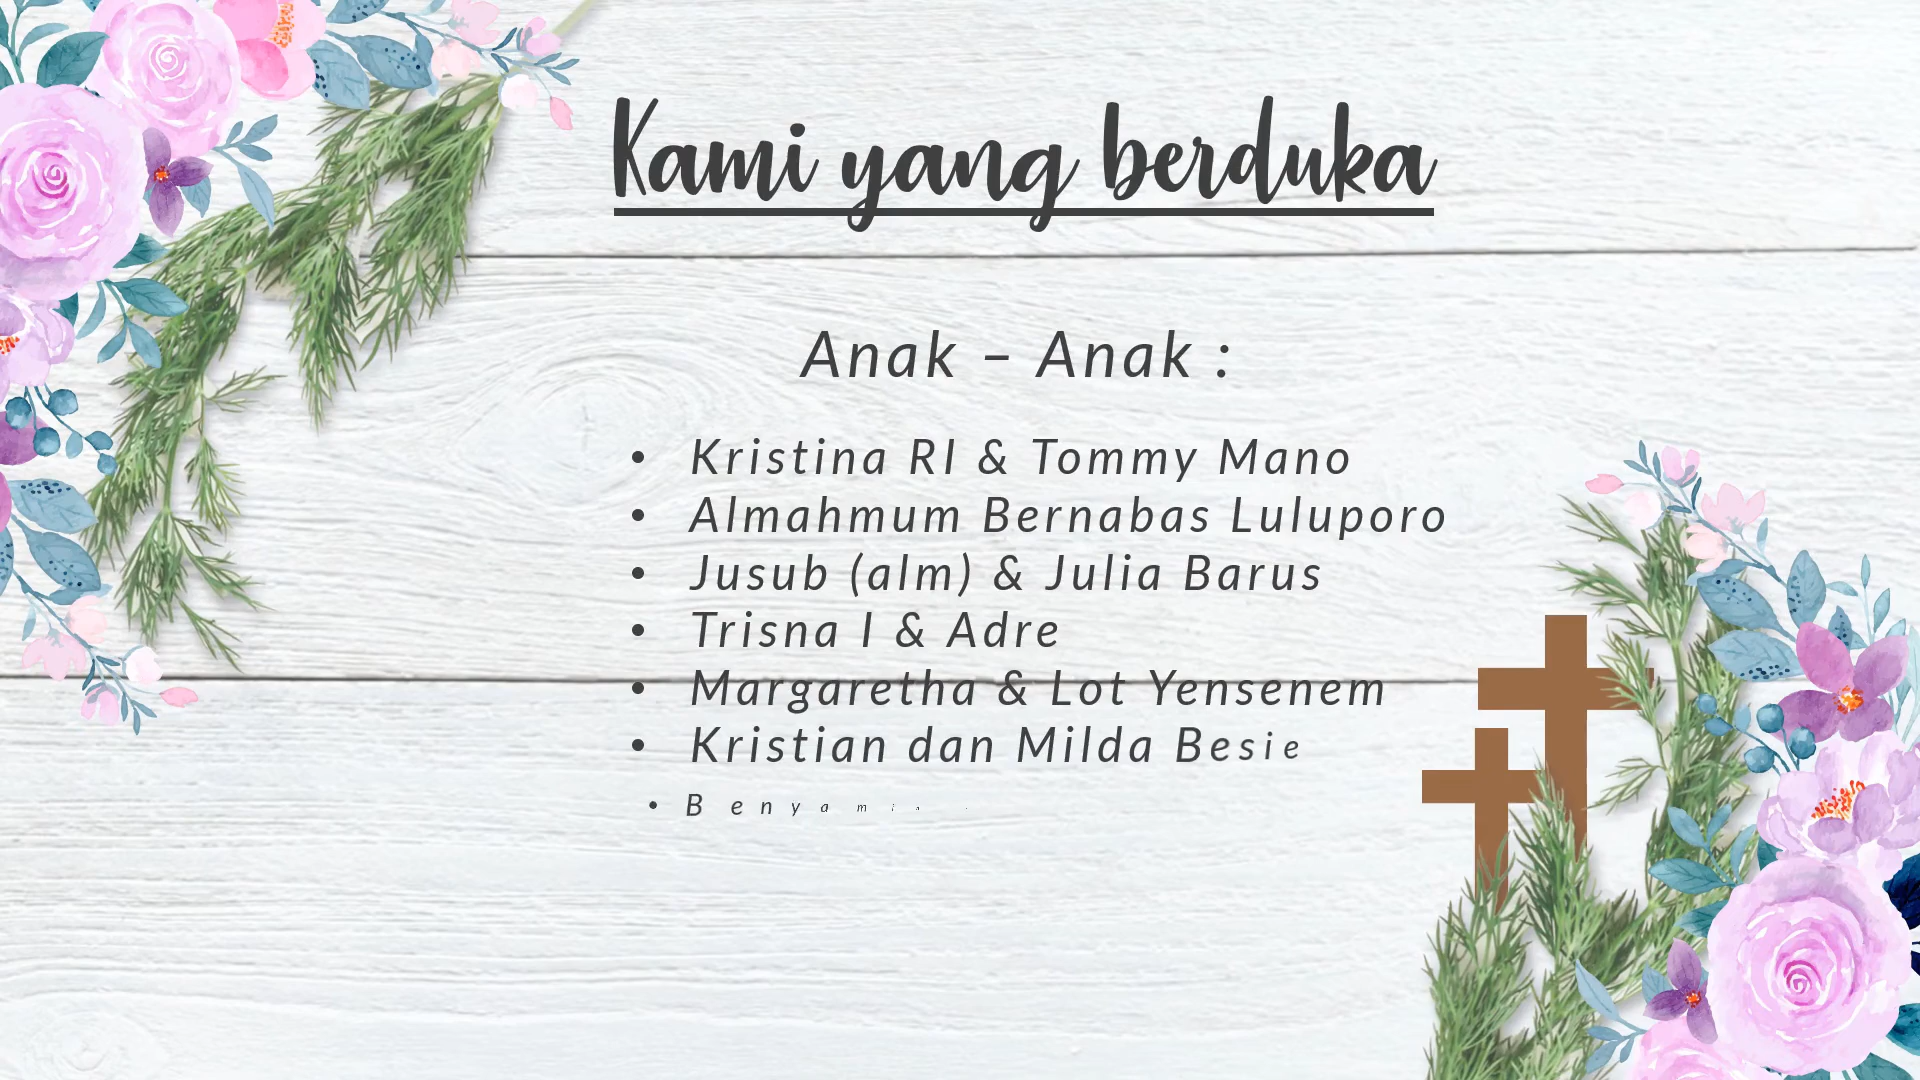 Kami yang berduka
Anak – Anak :
• Kristina RI & Tommy Mano
• Almahmum Bernabas Luluporo
• Jusub (alm) & Julia Barus
• Trisna I & Adre
• Margaretha & Lot Yensenem
• Kristian dan Milda Besie
• Benyamin